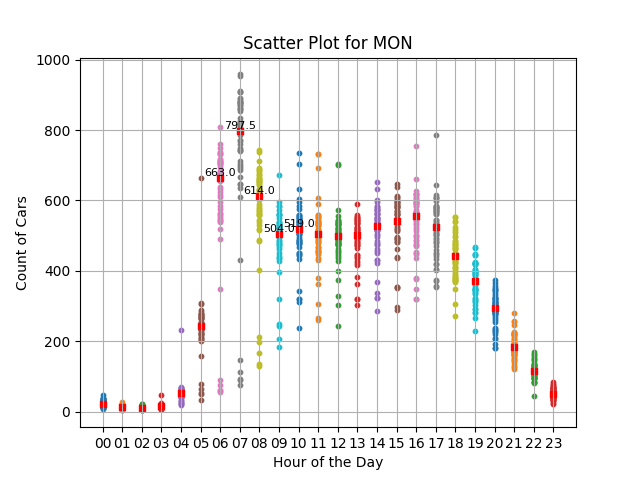 Scatter Plot for MON
1000
800
600
400
200
0
Count of Cars
797.5
663.0
614.0
504.0
519.0
00 01 02 03 04 05 06 07 08 09 10 11 12 13 14 15 16 17 18 19 20 21 22 23
Hour of the Day